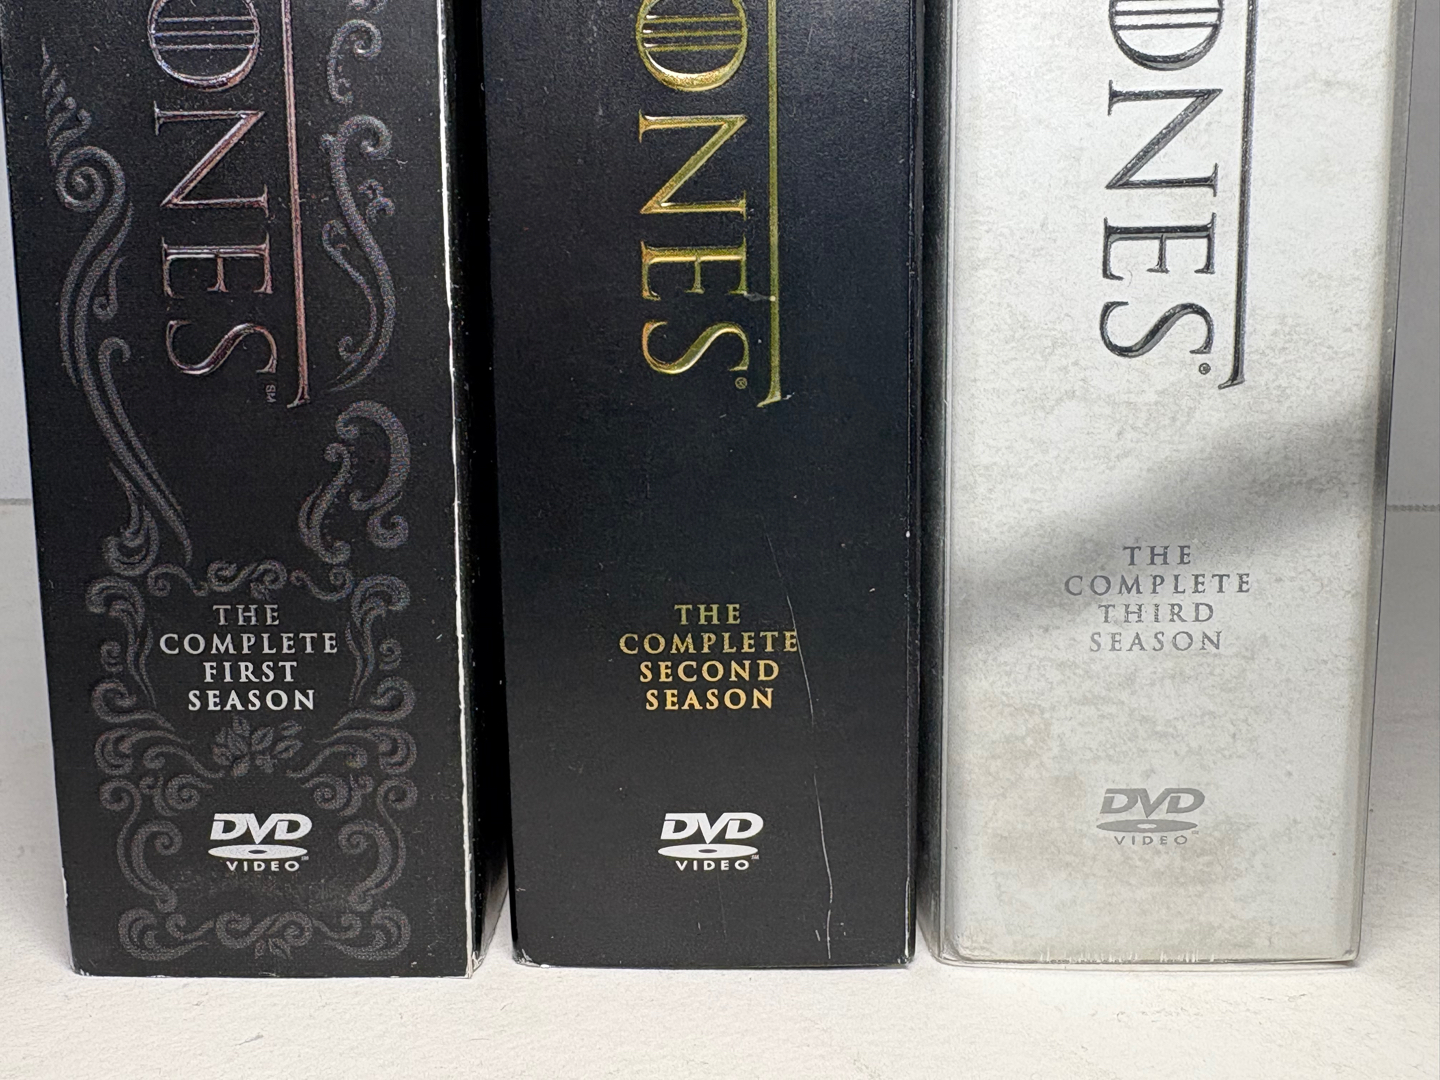 ONES
SM
THE
COMPLETE
FIRST
SEASON
DVD
VIDEO
ONES
®
THE
COMPLETE
SECOND
SEASON
DVD
VIDEO
ONES
®
THE
COMPLETE
THIRD
SEASON
DVD
VIDEO